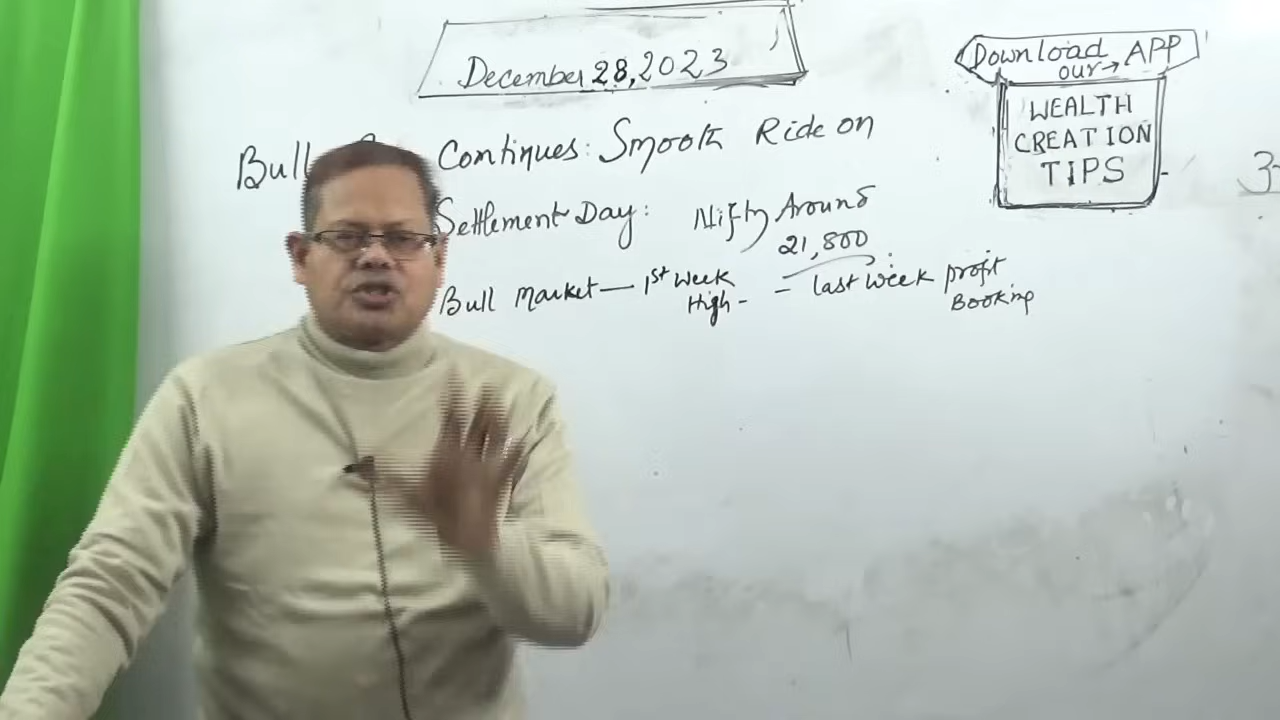 December 28, 2023
Download
our → APP
WEALTH
CREATION
TIPS
Bull Continues: Smooth Ride on
Settlement Day: Nifty Around
21,800
Bull Market — 1st Week
High - - last week profit
Booking
3